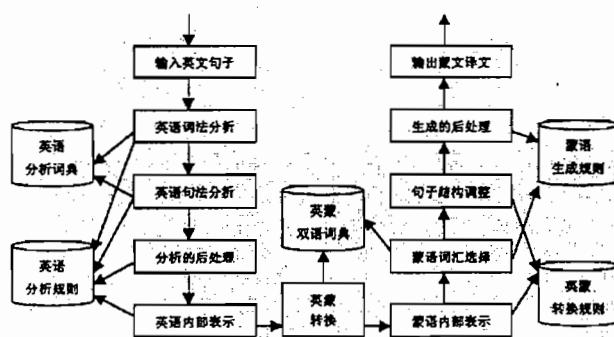 输入英文句子
英语词法分析
英语句法分析
分析的后处理
英语内部表示
英语
分析词典
英语
分析规则
英蒙
双语词典
英蒙
转换
输出蒙文译文
生成的后处理
句子结构调整
蒙语词汇选择
蒙语内部表示
蒙语
生成规则
英蒙
转换规则